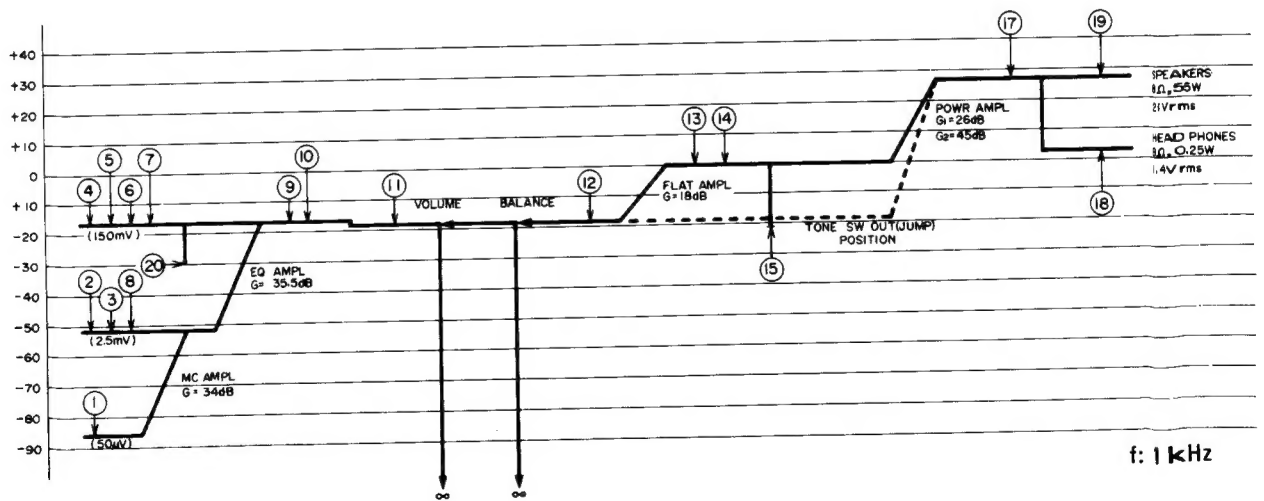 +40
+30
+20
+10
0
+10
-20
-30
-40
-50
-60
-70
-80
-90
4
5
6
7
(150mV)
20
2
3
8
(2.5mV)
1
(50μV)
MC AMPL
G= 34dB
EQ AMPL
G= 35.5dB
9
10
11
VOLUME
BALANCE
12
13
14
FLAT AMPL
G=18dB
15
TONE SW OUT(JUMP)
POSITION
17
POWR AMPL
G1=26dB
G2=45dB
19
SPEAKERS
8Ω, 55W
21Vrms
HEAD PHONES
8Ω, 0.25W
1.4Vrms
18
∞
∞
f: 1kHz